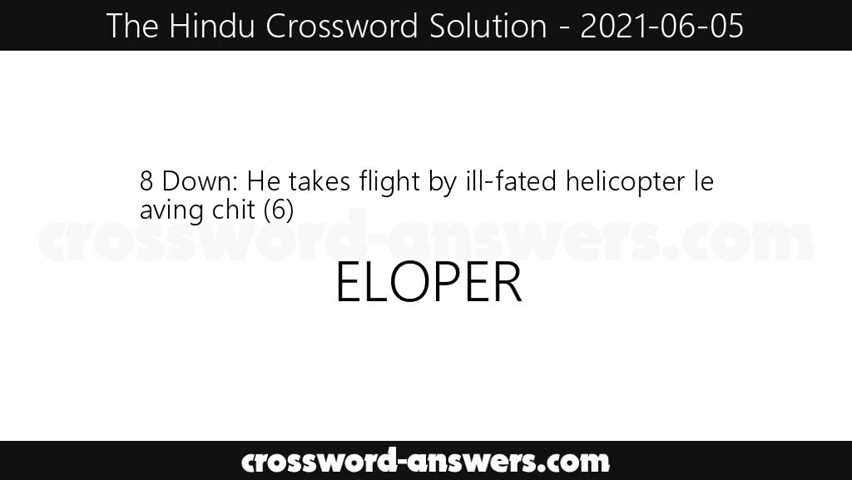 The Hindu Crossword Solution - 2021-06-05
8 Down: He takes flight by ill-fated helicopter le
aving chit (6)
crossword-answers.com
ELOPER
crossword-answers.com